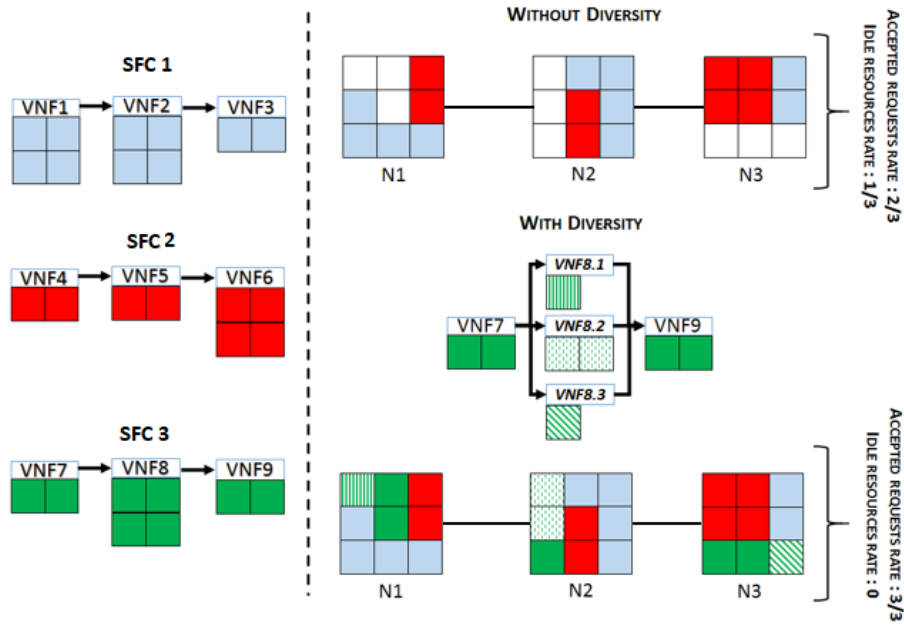 SFC 1
VNF1
VNF2
VNF3
SFC 2
VNF4
VNF5
VNF6
SFC 3
VNF7
VNF8
VNF9
WITHOUT DIVERSITY
N1
N2
N3
ACCEPTED REQUESTS RATE : 2/3
IDLE RESOURCES RATE : 1/3
WITH DIVERSITY
VNF7
VNF8.1
VNF8.2
VNF8.3
VNF9
N1
N2
N3
ACCEPTED REQUESTS RATE : 3/3
IDLE RESOURCES RATE : 0